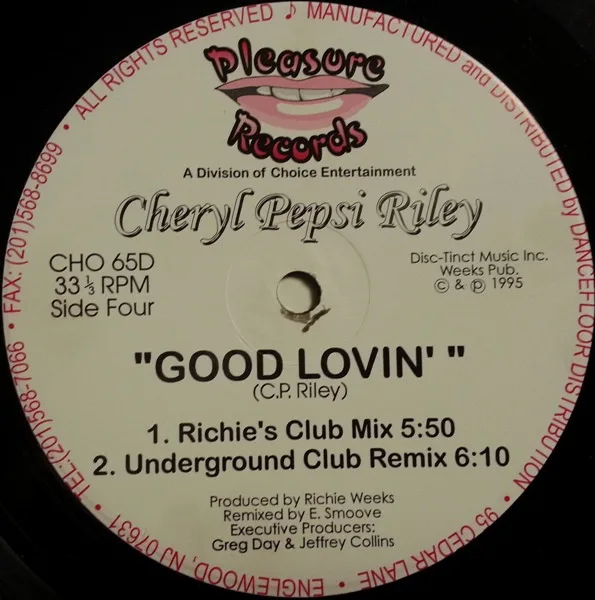 ALL RIGHTS RESERVED ♪ MANUFACTURED and DISTRIBUTED by DANCEFLOOR DISTRIBUTION • 95 CEDAR LANE • ENGLEWOOD, NJ 07631 • TEL:(201)568-7066 • FAX: (201)568-8699 •
Pleasure
Records
A Division of Choice Entertainment
Cheryl Pepsi Riley
CHO 65D
33 ⅓ RPM
Side Four
Disc-Tinct Music Inc.
Weeks Pub.
© & ℗ 1995
"GOOD LOVIN' "
(C.P. Riley)
1. Richie's Club Mix 5:50
2. Underground Club Remix 6:10
Produced by Richie Weeks
Remixed by E. Smoove
Executive Producers:
Greg Day & Jeffrey Collins